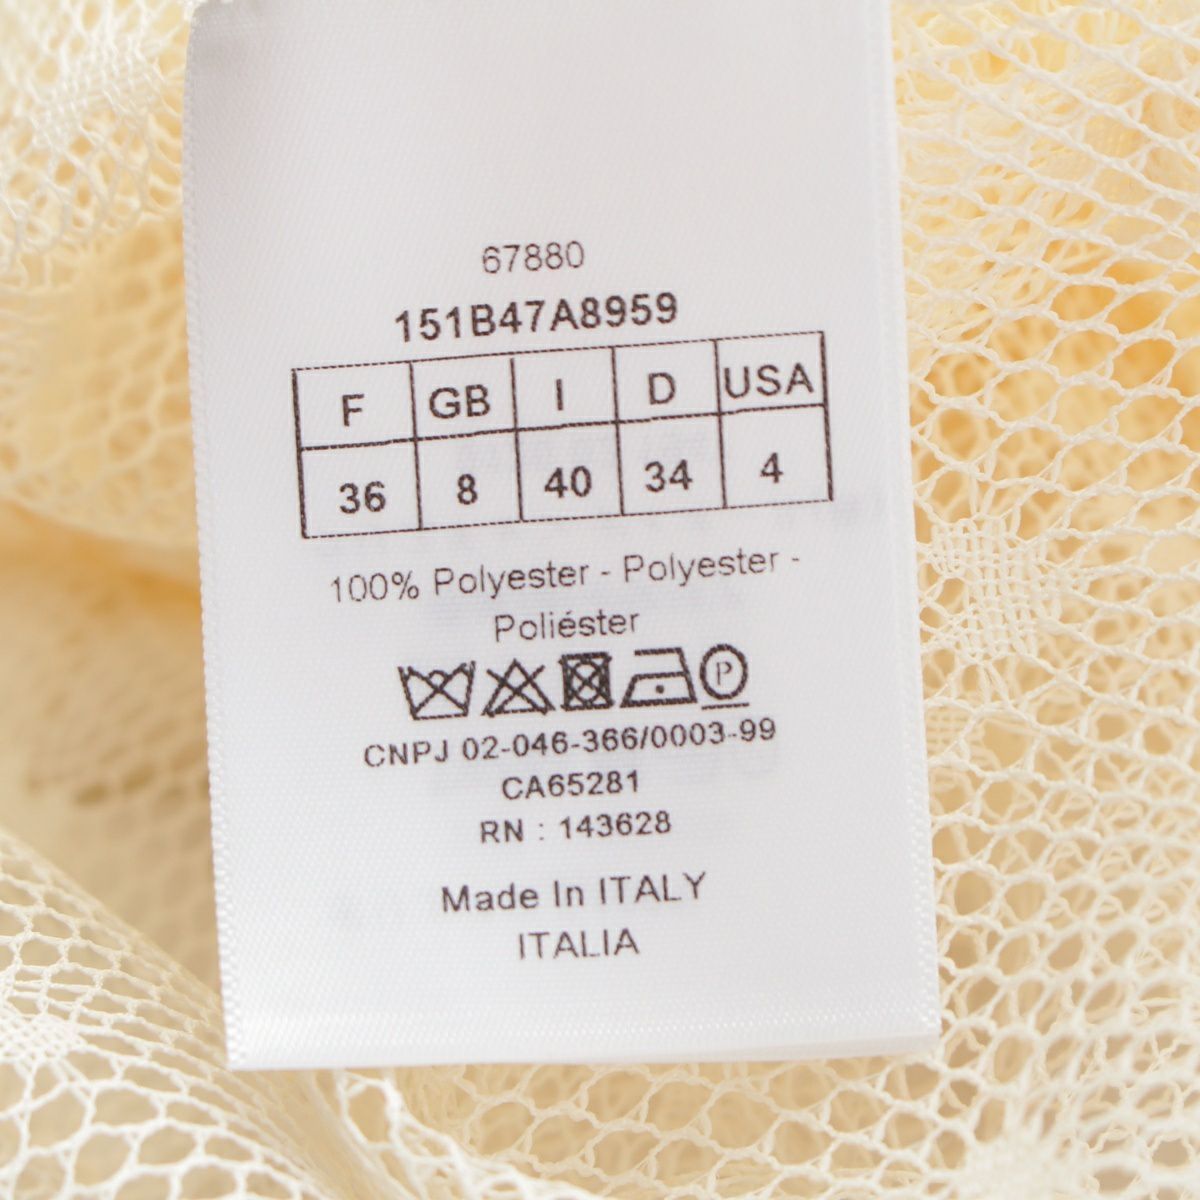 67880
151B47A8959
F GB I D USA
36 8 40 34 4
100% Polyester - Polyester -
Poliéster
P
CNPJ 02-046-366/0003-99
CA65281
RN : 143628
Made In ITALY
ITALIA